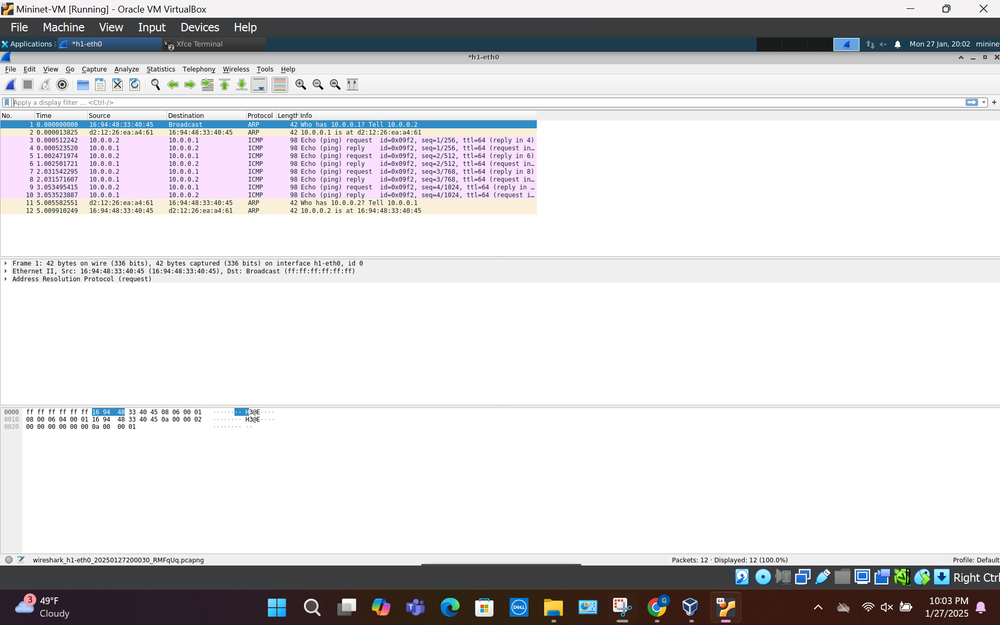 Mininet-VM [Running] - Oracle VM VirtualBox
File Machine View Input Devices Help
Applications *h1-eth0 2 Xfce Terminal Mon 27 Jan, 20:02 minine
*h1-eth0
File Edit View Go Capture Analyze Statistics Telephony Wireless Tools Help
Apply a display filter ... <Ctrl-/> +
No. Time Source Destination Protocol Length Info
1 0.000000000 16:94:48:33:40:45 Broadcast ARP 42 Who has 10.0.0.1? Tell 10.0.0.2
2 0.000013825 d2:12:26:ea:a4:61 16:94:48:33:40:45 ARP 42 10.0.0.1 is at d2:12:26:ea:a4:61
3 0.000512242 10.0.0.2 10.0.0.1 ICMP 98 Echo (ping) request id=0x09f2, seq=1/256, ttl=64 (reply in 4)
4 0.000523520 10.0.0.1 10.0.0.2 ICMP 98 Echo (ping) reply id=0x09f2, seq=1/256, ttl=64 (request in…
5 1.002471974 10.0.0.2 10.0.0.1 ICMP 98 Echo (ping) request id=0x09f2, seq=2/512, ttl=64 (reply in 6)
6 1.002501721 10.0.0.1 10.0.0.2 ICMP 98 Echo (ping) reply id=0x09f2, seq=2/512, ttl=64 (request in…
7 2.031542295 10.0.0.2 10.0.0.1 ICMP 98 Echo (ping) request id=0x09f2, seq=3/768, ttl=64 (reply in 8)
8 2.031571607 10.0.0.1 10.0.0.2 ICMP 98 Echo (ping) reply id=0x09f2, seq=3/768, ttl=64 (request in…
9 3.053495415 10.0.0.2 10.0.0.1 ICMP 98 Echo (ping) request id=0x09f2, seq=4/1024, ttl=64 (reply in …
10 3.053523887 10.0.0.1 10.0.0.2 ICMP 98 Echo (ping) reply id=0x09f2, seq=4/1024, ttl=64 (request i…
11 5.005582551 d2:12:26:ea:a4:61 16:94:48:33:40:45 ARP 42 Who has 10.0.0.2? Tell 10.0.0.1
12 5.009910249 16:94:48:33:40:45 d2:12:26:ea:a4:61 ARP 42 10.0.0.2 is at 16:94:48:33:40:45
Frame 1: 42 bytes on wire (336 bits), 42 bytes captured (336 bits) on interface h1-eth0, id 0
Ethernet II, Src: 16:94:48:33:40:45 (16:94:48:33:40:45), Dst: Broadcast (ff:ff:ff:ff:ff:ff)
Address Resolution Protocol (request)
0000 ff ff ff ff ff ff 16 94 48 33 40 45 08 06 00 01 ········ H3@E····
0010 08 00 06 04 00 01 16 94 48 33 40 45 0a 00 00 02 ········ H3@E····
0020 00 00 00 00 00 00 0a 00 00 01 ········ ··
wireshark_h1-eth0_20250127200030_RMFqUq.pcapng Packets: 12 · Displayed: 12 (100.0%) Profile: Default
Right Ctrl
3 49°F
Cloudy
DELL
G
64
10:03 PM
1/27/2025